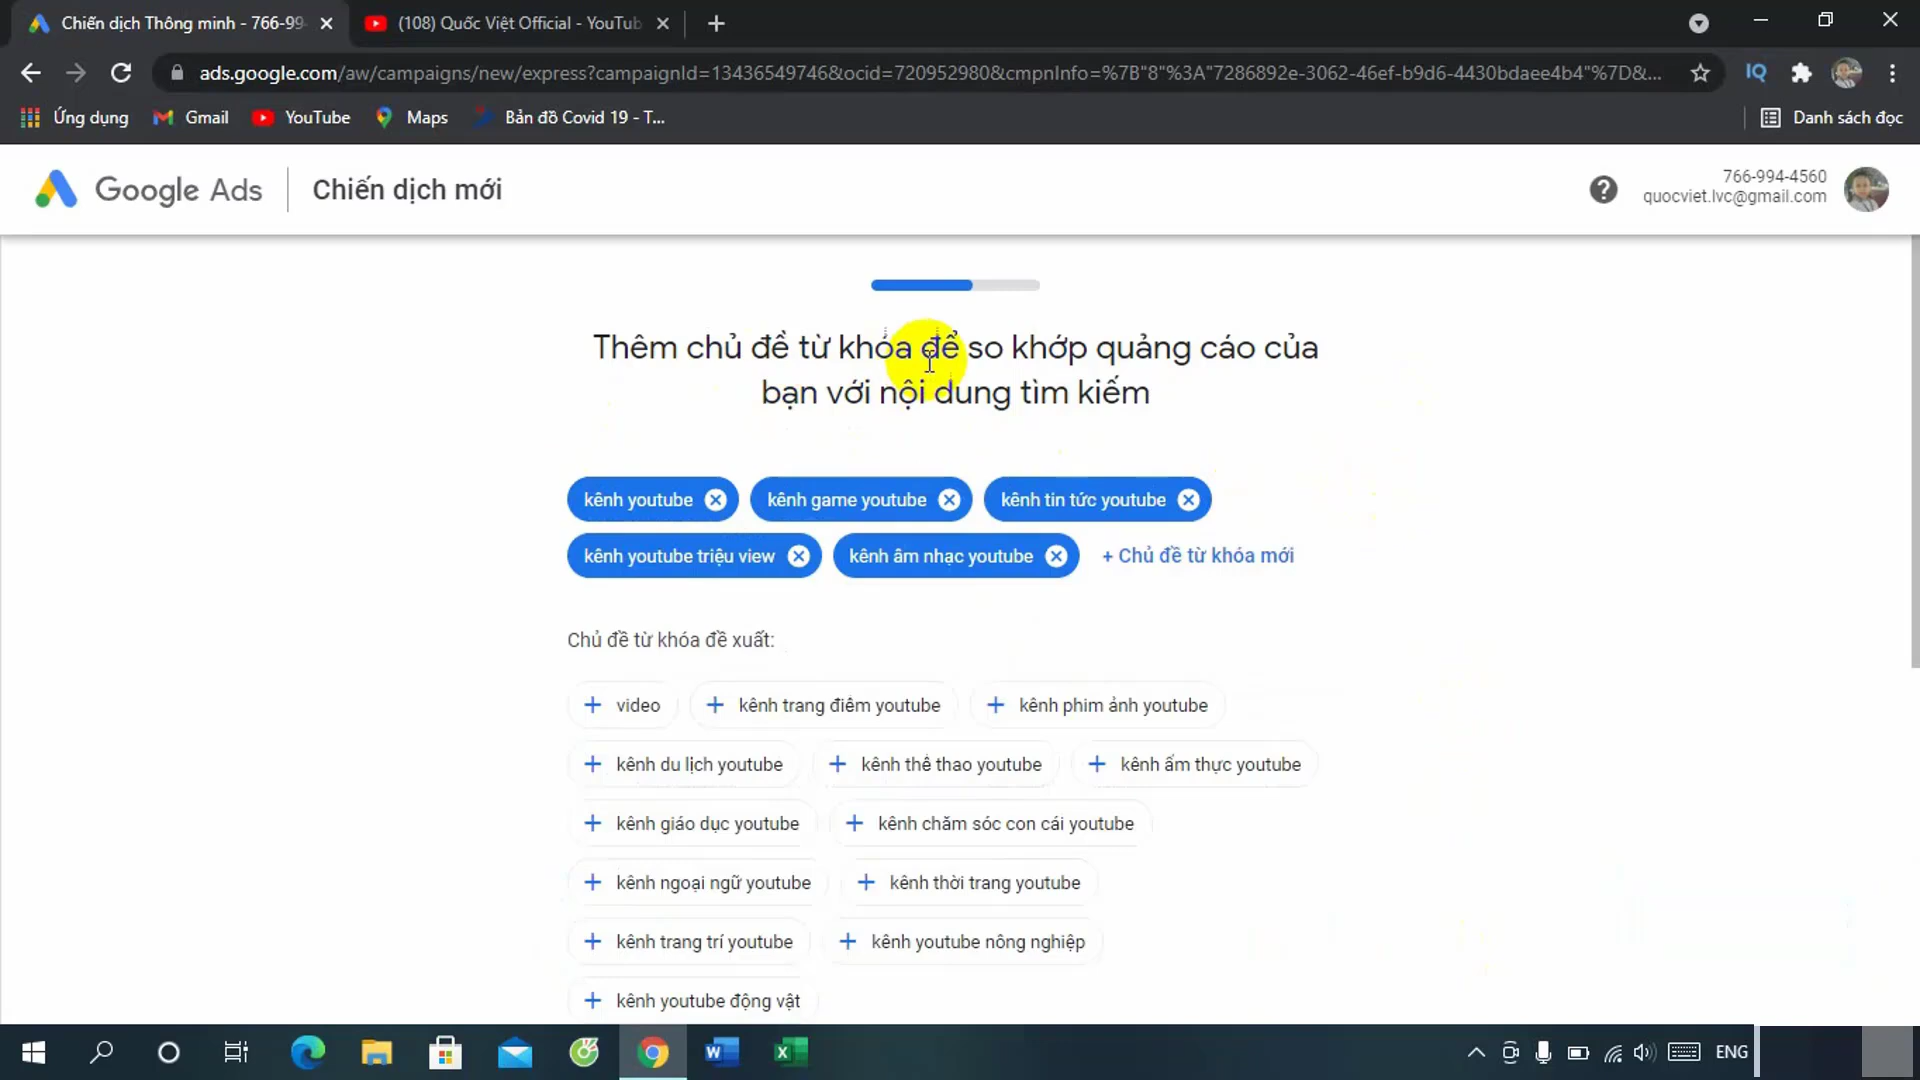 Chiến dịch Thông minh - 766-99
(108) Quốc Việt Official - YouTub
ads.google.com/aw/campaigns/new/express?campaignId=13436549746&ocid=720952980&cmpnInfo=%7B"8"%3A"7286892e-3062-46ef-b9d6-4430bdaee4b4"%7D&...
IQ
Ứng dụng
Gmail
YouTube
Maps
Bản đồ Covid 19 - T...
Danh sách đọc
Google Ads
Chiến dịch mới
766-994-4560
quocviet.lvc@gmail.com
Thêm chủ đề từ khóa để so khớp quảng cáo của
bạn với nội dung tìm kiếm
kênh youtube
kênh game youtube
kênh tin tức youtube
kênh youtube triệu view
kênh âm nhạc youtube
+ Chủ đề từ khóa mới
Chủ đề từ khóa đề xuất:
+ video
+ kênh trang điểm youtube
+ kênh phim ảnh youtube
+ kênh du lịch youtube
+ kênh thể thao youtube
+ kênh ẩm thực youtube
+ kênh giáo dục youtube
+ kênh chăm sóc con cái youtube
+ kênh ngoại ngữ youtube
+ kênh thời trang youtube
+ kênh trang trí youtube
+ kênh youtube nông nghiệp
+ kênh youtube động vật
ENG